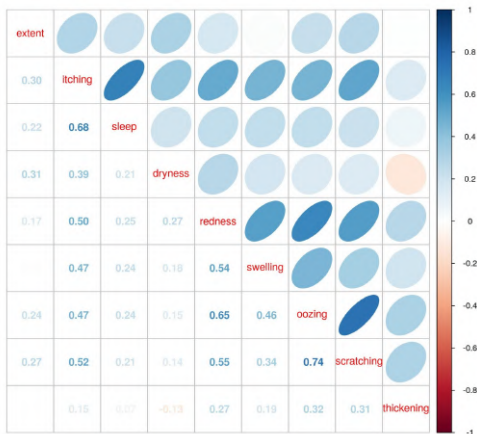 extent
0.30 itching
0.22 0.68 sleep
0.31 0.39 0.21 dryness
0.17 0.50 0.25 0.27 redness
0.47 0.24 0.18 0.54 swelling
0.24 0.47 0.24 0.15 0.65 0.46 oozing
0.27 0.52 0.21 0.14 0.55 0.34 0.74 scratching
0.15 0.07 -0.13 0.27 0.19 0.32 0.31 thickening
1
0.8
0.6
0.4
0.2
0
-0.2
-0.4
-0.6
-0.8
-1